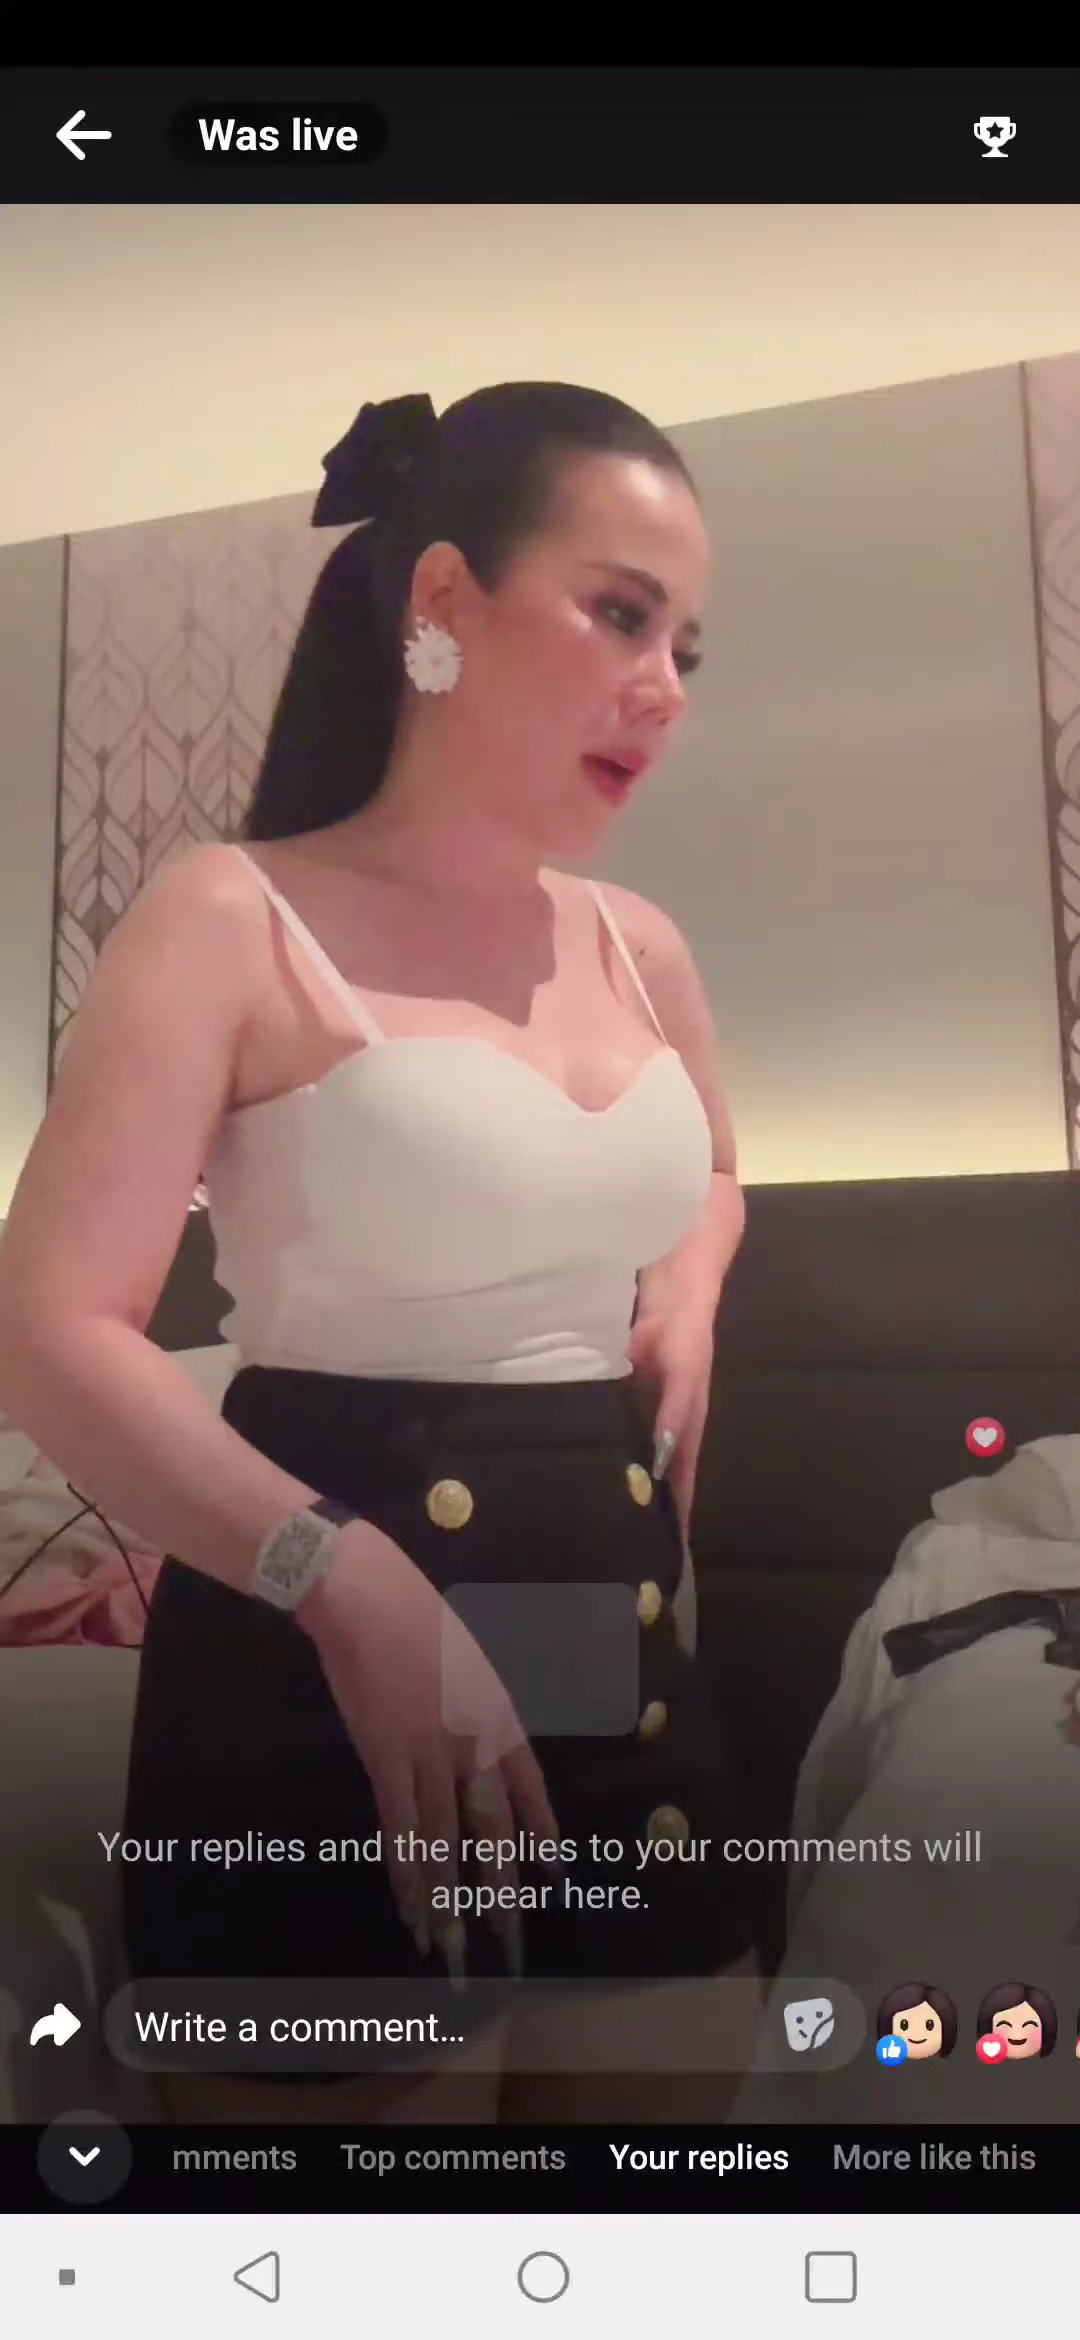 Was live
Your replies and the replies to your comments will
appear here.
Write a comment...
mments
Top comments
Your replies
More like this